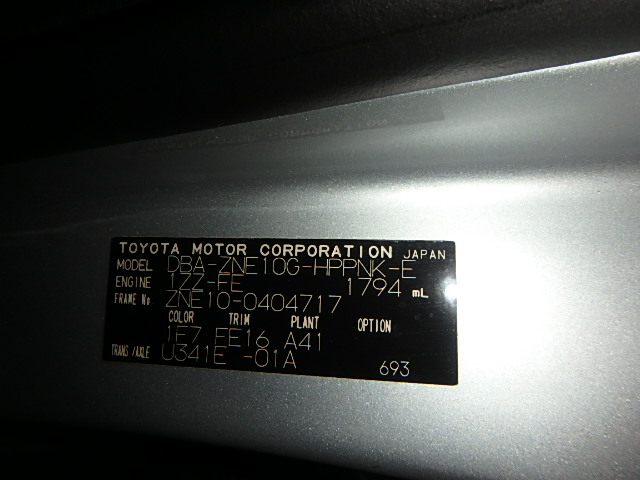 TOYOTA MOTOR CORPORATION JAPAN
MODEL DBA-ZNE10G-HPPNK-E
ENGINE 1ZZ-FE 1794 mL
FRAME No ZNE10-0404717
COLOR TRIM PLANT OPTION
1F7 EE16 A41
TRANS/AXLE U341E -01A
693